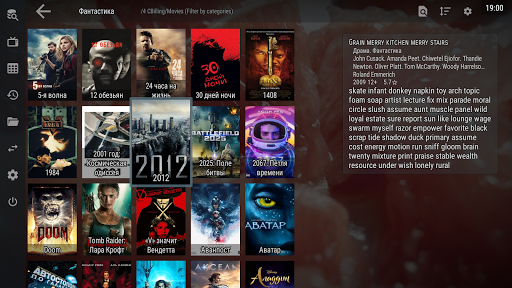 Фантастика
/4 CBilling/Movies (Filter by categories)
19:00
5-я волна
12 обезьян
24 часа на жизнь
30 дней ночи
1408
1984
2001 год: Космическая одиссея
2012
2012
BATTLEFIELD
2025
2025: Поле битвы
2067: Петля времени
DOOM
Doom
Tomb Raider: Лара Крофт
«V» значит Вендетта
Аванпост
Аватар
Аладдин
Grain merry kitchen merry stairs
Драма, Фантастика
John Cusack, Amanda Peet, Chiwetel Ejiofor, Thandie
Newton, Oliver Platt, Tom McCarthy, Woody Harrelso...
Roland Emmerich
2009 12+ 5.7☆
skate infant donkey napkin toy arch topic
foam soap artist lecture fix mix parade moral
circle slush assume aunt muscle panel wild
loyal estate sure report sun like lounge wage
swarm myself razor empower favorite black
scrap tide shadow duck primary assume
cost energy motion run sniff gloom brain
twenty mixture print praise stable wealth
resource under wish lonely rural